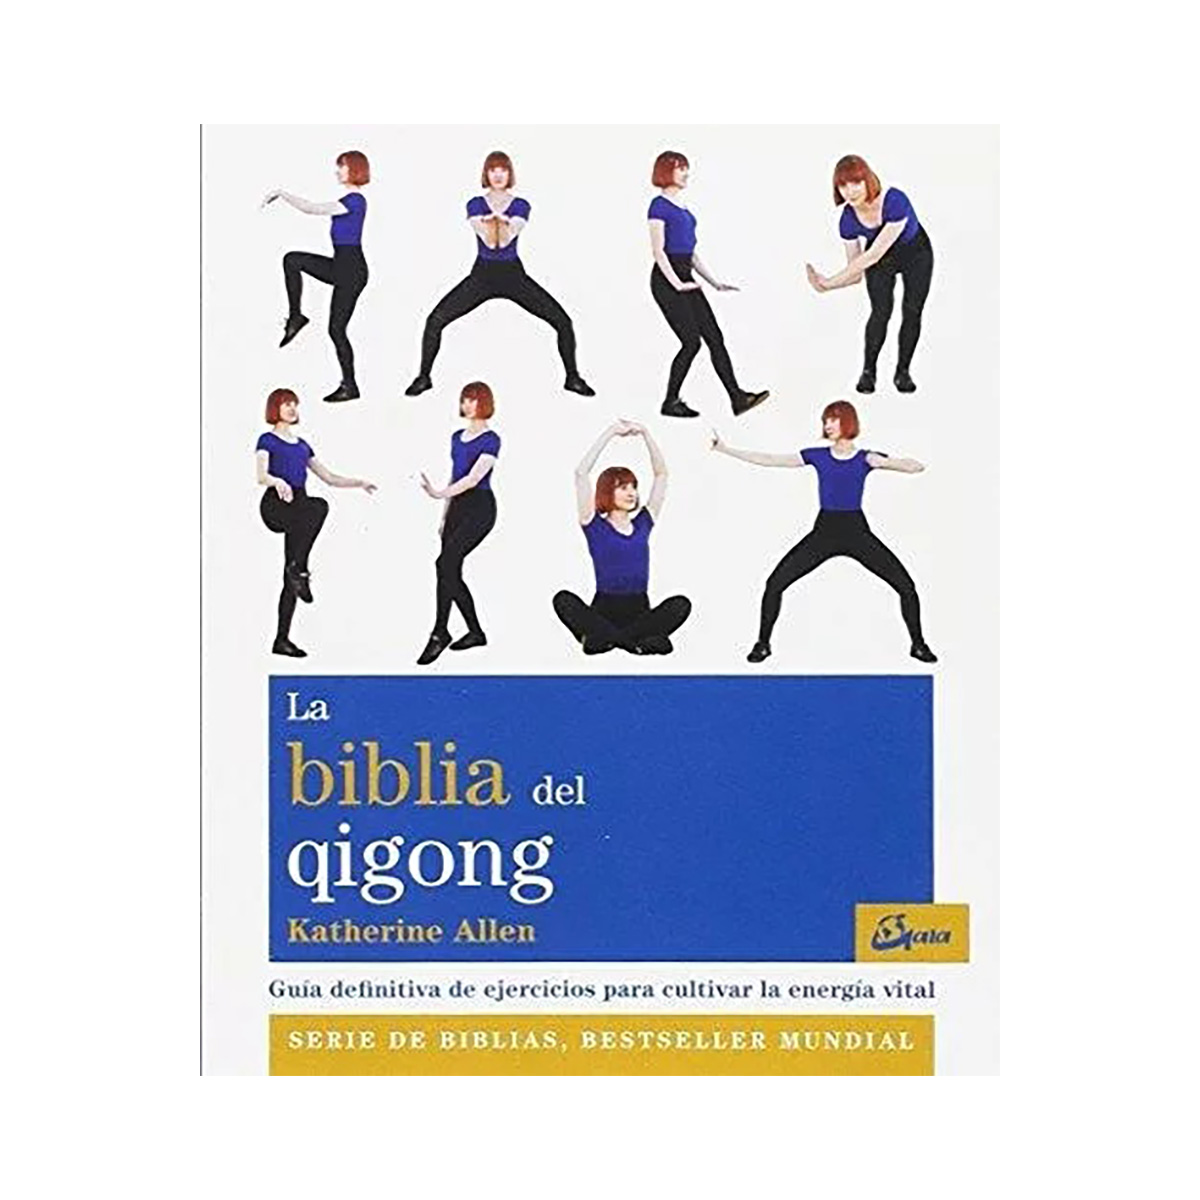 La
biblia del
qigong
Katherine Allen
Gaia
Guía definitiva de ejercicios para cultivar la energía vital
SERIE DE BIBLIAS, BESTSELLER MUNDIAL